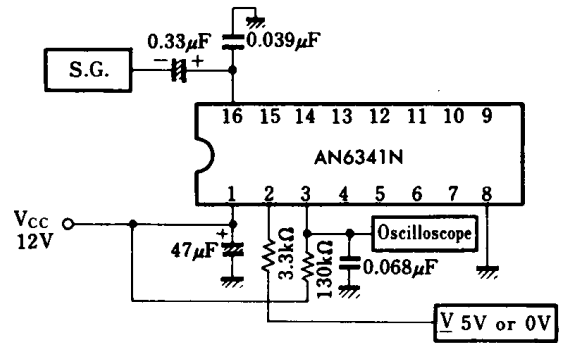 0.33μF
0.039μF
S.G.
− +
16 15 14 13 12 11 10 9
AN6341N
1 2 3 4 5 6 7 8
VCC
12V
+
47μF
3.3kΩ
130kΩ
Oscilloscope
0.068μF
V 5V or 0V